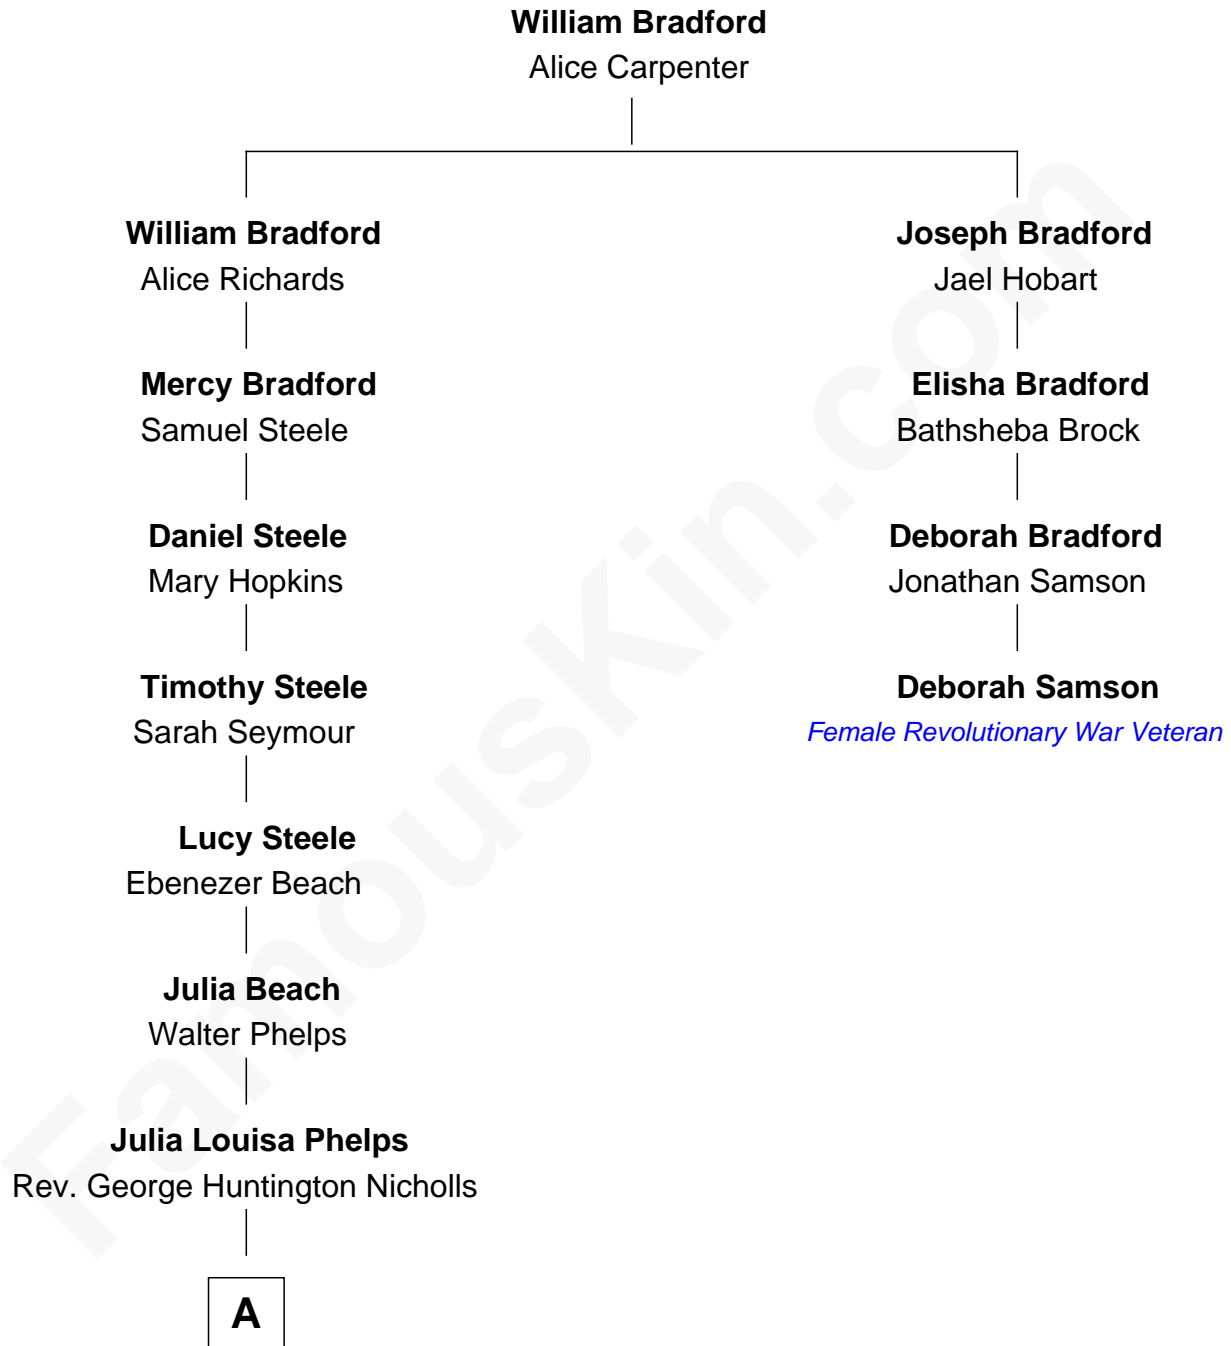 William Bradford
Alice Carpenter
William Bradford
Alice Richards
Joseph Bradford
Jael Hobart
Mercy Bradford
Samuel Steele
Elisha Bradford
Bathsheba Brock
Daniel Steele
Mary Hopkins
Deborah Bradford
Jonathan Samson
Timothy Steele
Sarah Seymour
Deborah Samson
Female Revolutionary War Veteran
Lucy Steele
Ebenezer Beach
Julia Beach
Walter Phelps
Julia Louisa Phelps
Rev. George Huntington Nicholls
A
FamousKin.com